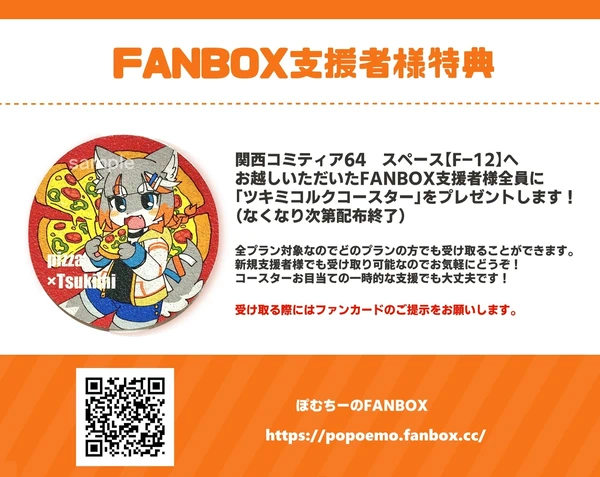 FANBOX支援者様特典
sample
pizza
×Tsukimi
関西コミティア64　スペース【F-12】へ
お越しいただいたFANBOX支援者様全員に
「ツキミコルクコースター」をプレゼントします！
（なくなり次第配布終了）
全プラン対象なのでどのプランの方でも受け取ることができます。
新規支援者様でも受け取り可能なのでお気軽にどうぞ！
コースターお目当ての一時的な支援でも大丈夫です！
受け取る際にはファンカードのご提示をお願いします。
ぽむちーのFANBOX
https://popoemo.fanbox.cc/